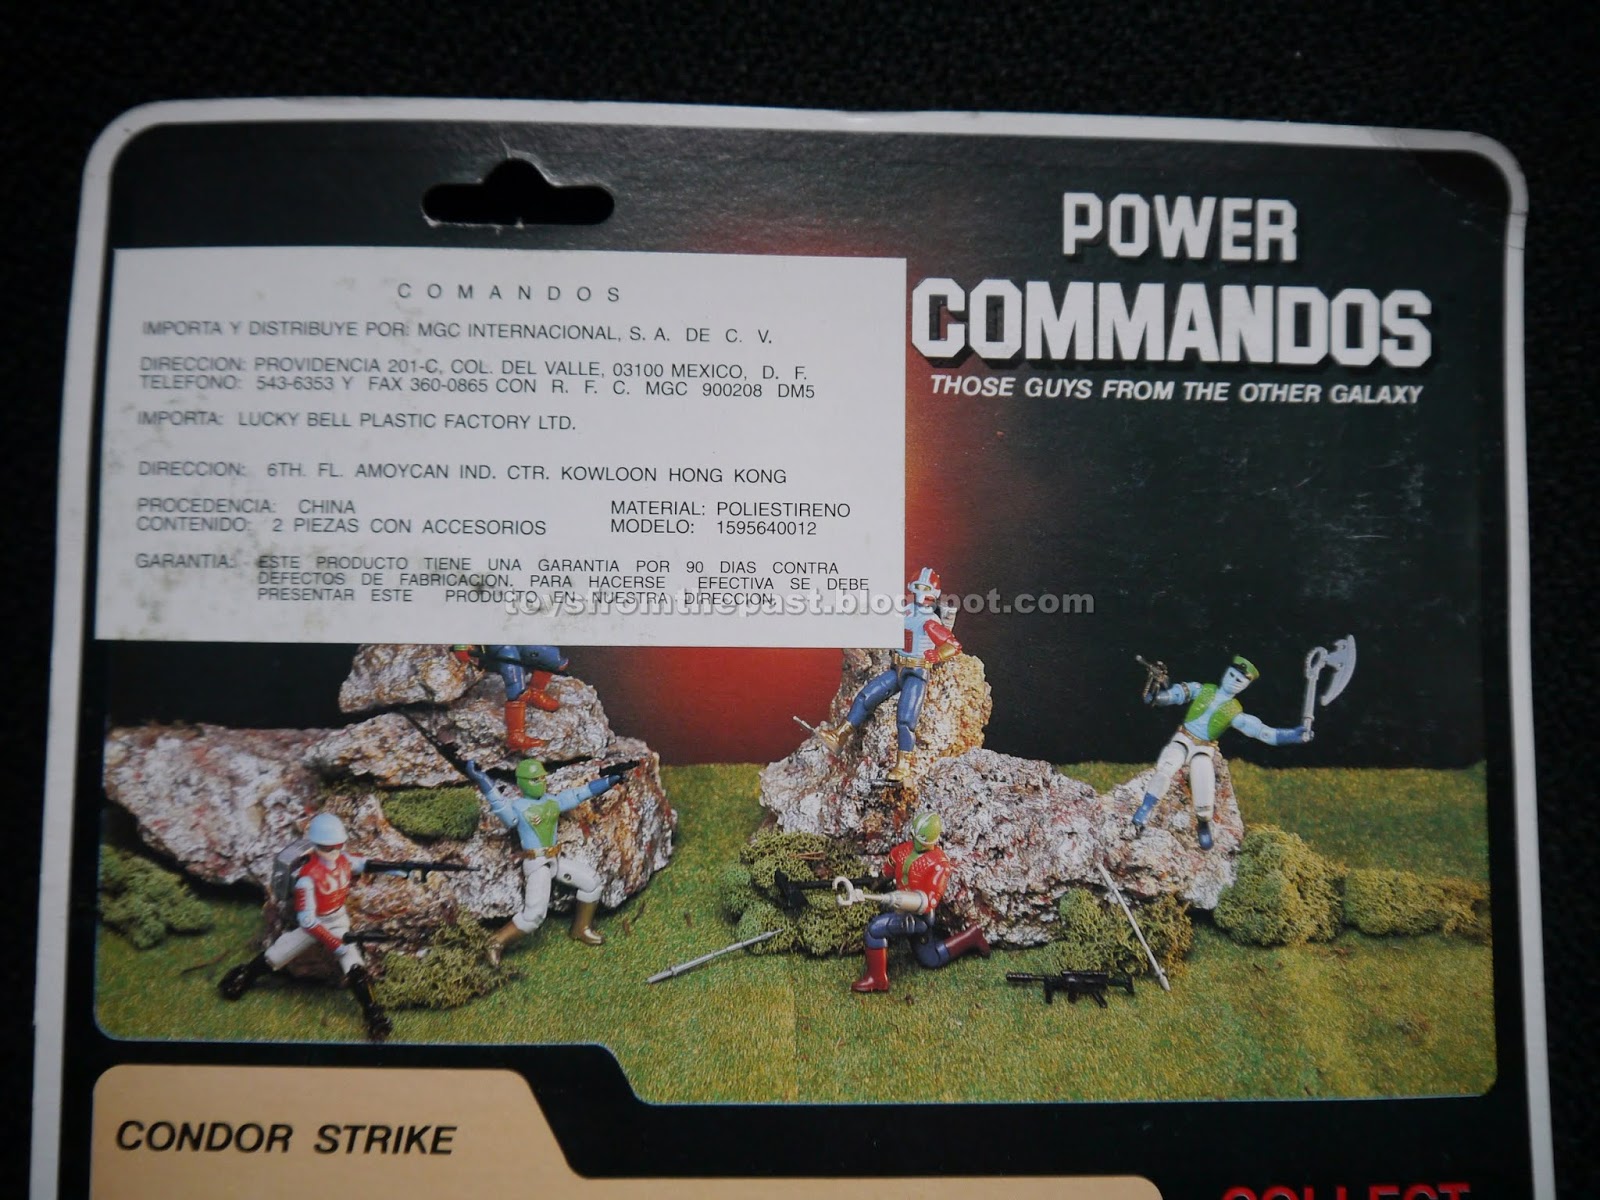 POWER
COMMANDOS
THOSE GUYS FROM THE OTHER GALAXY
COMANDOS
IMPORTA Y DISTRIBUYE POR: MGC INTERNACIONAL, S. A. DE C. V.
DIRECCION: PROVIDENCIA 201-C, COL. DEL VALLE, 03100 MEXICO, D. F.
TELEFONO: 543-6353 Y FAX 360-0865 CON R. F. C. MGC 900208 DM5
IMPORTA: LUCKY BELL PLASTIC FACTORY LTD.
DIRECCION: 6TH. FL. AMOYCAN IND. CTR. KOWLOON HONG KONG
PROCEDENCIA: CHINA MATERIAL: POLIESTIRENO
CONTENIDO: 2 PIEZAS CON ACCESORIOS MODELO: 1595640012
GARANTIA: ESTE PRODUCTO TIENE UNA GARANTIA POR 90 DIAS CONTRA
DEFECTOS DE FABRICACION. PARA HACERSE EFECTIVA SE DEBE
PRESENTAR ESTE PRODUCTO EN NUESTRA DIRECCION
toysfromthepast.blogspot.com
CONDOR STRIKE
COLLECT